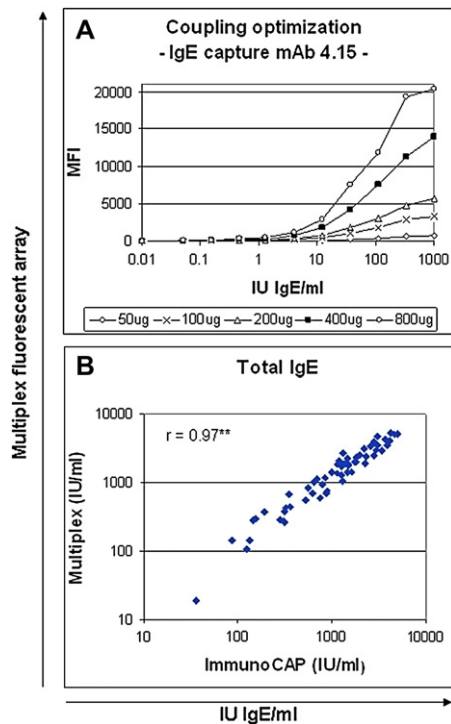 Multiplex fluorescent array
A
Coupling optimization
- IgE capture mAb 4.15 -
MFI
20000
15000
10000
5000
0
0.01 0.1 1 10 100 1000
IU IgE/ml
50ug 100ug 200ug 400ug 800ug
B
Total IgE
r = 0.97**
Multiplex (IU/ml)
10000
1000
100
10
10 100 1000 10000
ImmunoCAP (IU/ml)
IU IgE/ml